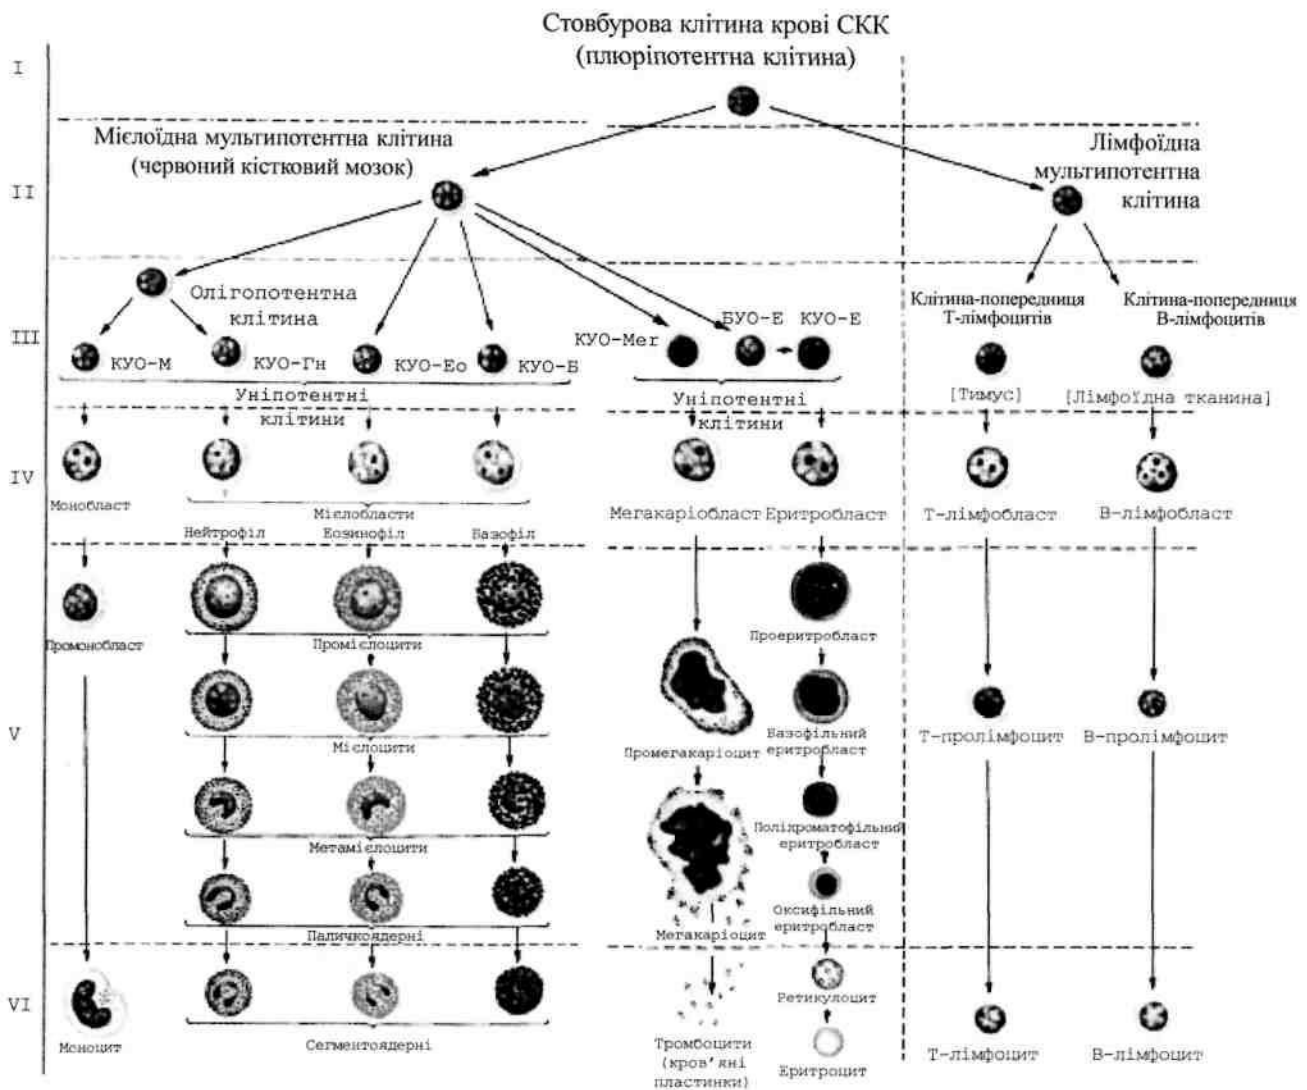 Стовбурова клітина крові СКК
(плюріпотентна клітина)
I
Мієлоїдна мультипотентна клітина
(червоний кістковий мозок)
Лімфоїдна
мультипотентна
клітина
II
Олігопотентна
клітина
Клітина-попередниця
Т-лімфоцитів
Клітина-попередниця
В-лімфоцитів
III
КУО-М
КУО-Гн
КУО-Ео
КУО-Б
КУО-Мег
БУО-Е
КУО-Е
Уніпотентні
клітини
Уніпотентні
клітини
[Тимус]
[Лімфоїдна тканина]
IV
Монобласт
Мієлобласти
Нейтрофіл
Еозинофіл
Базофіл
Мегакаріобласт
Еритробласт
Т-лімфобласт
В-лімфобласт
V
Промонобласт
Промієлоцити
Проеритробласт
Мієлоцити
Промегакаріоцит
Базофільний
еритробласт
Т-пролімфоцит
В-пролімфоцит
Метамієлоцити
Поліхроматофільний
еритробласт
Паличкоядерні
Мегакаріоцит
Оксифільний
еритробласт
VI
Моноцит
Сегментоядерні
Тромбоцити
(кров'яні
пластинки)
Ретикулоцит
Еритроцит
Т-лімфоцит
В-лімфоцит